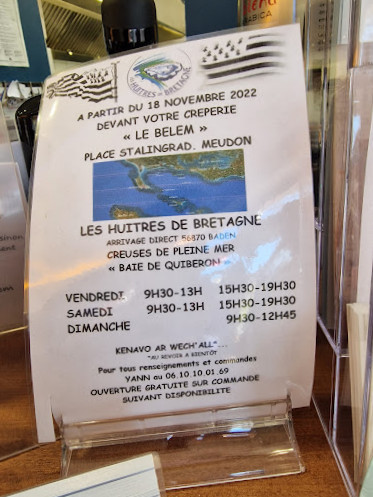 HUITRES DE BRETAGNE
A PARTIR DU 18 NOVEMBRE 2022
DEVANT VOTRE CREPERIE
« LE BELEM »
PLACE STALINGRAD. MEUDON
LES HUITRES DE BRETAGNE
ARRIVAGE DIRECT 56870 BADEN
CREUSES DE PLEINE MER
« BAIE DE QUIBERON »
VENDREDI 9H30-13H 15H30-19H30
SAMEDI 9H30-13H 15H30-19H30
DIMANCHE 9H30-12H45
KENAVO AR WECH'ALL"...
"AU REVOIR A BIENTÔT
Pour tous renseignements et commandes
YANN au 06.10.10.01.69
OUVERTURE GRATUITE SUR COMMANDE
SUIVANT DISPONIBILITE